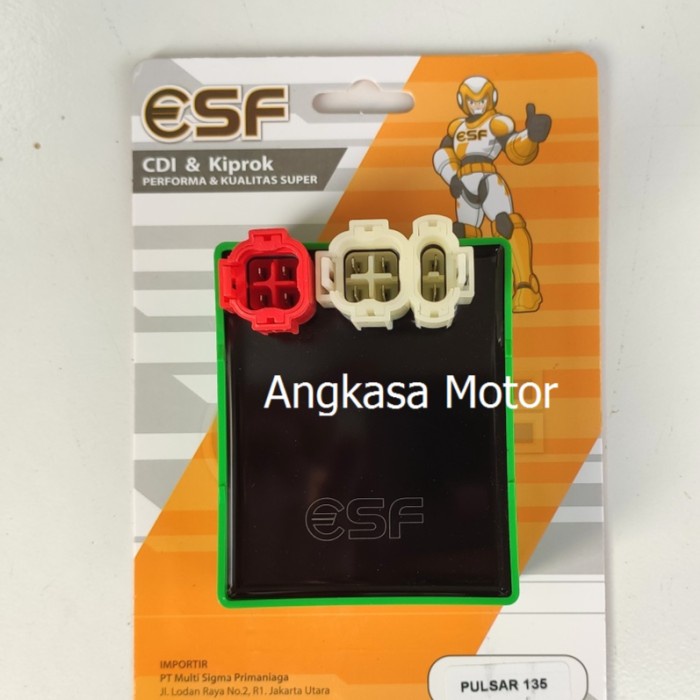 ESF
CDI & Kiprok
PERFORMA & KUALITAS SUPER
ESF
Angkasa Motor
ESF
IMPORTIR
PT Multi Sigma Primaniaga
Jl. Lodan Raya No.2, R1. Jakarta Utara
PULSAR 135